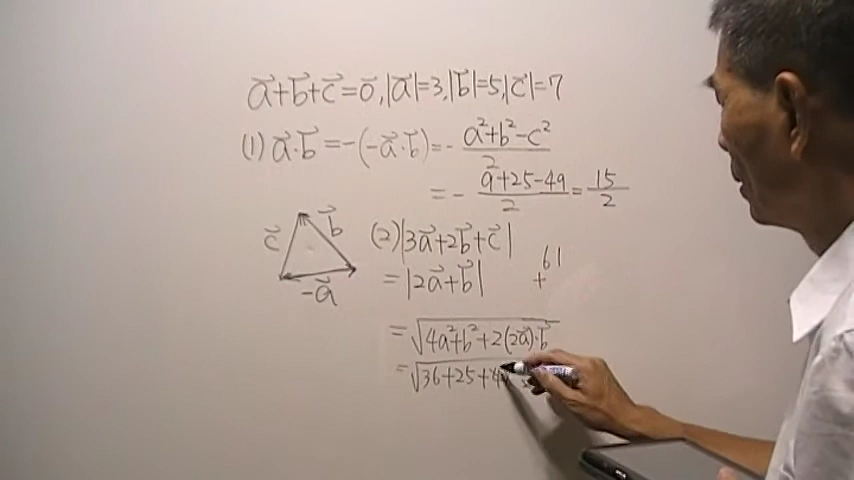 a⃗+b⃗+c⃗=0⃗,|a⃗|=3,|b⃗|=5,|c⃗|=7
(1) a⃗·b⃗=-(-a⃗·b⃗)=-(a²+b²-c²)/2
=-(9+25-49)/2=15/2
c⃗ b⃗ -a⃗
(2)|3a⃗+2b⃗+c⃗|
=|2a⃗+b⃗|
61
+
=√(4a²+b²+2(2a⃗)·b⃗)
=√(36+25+4